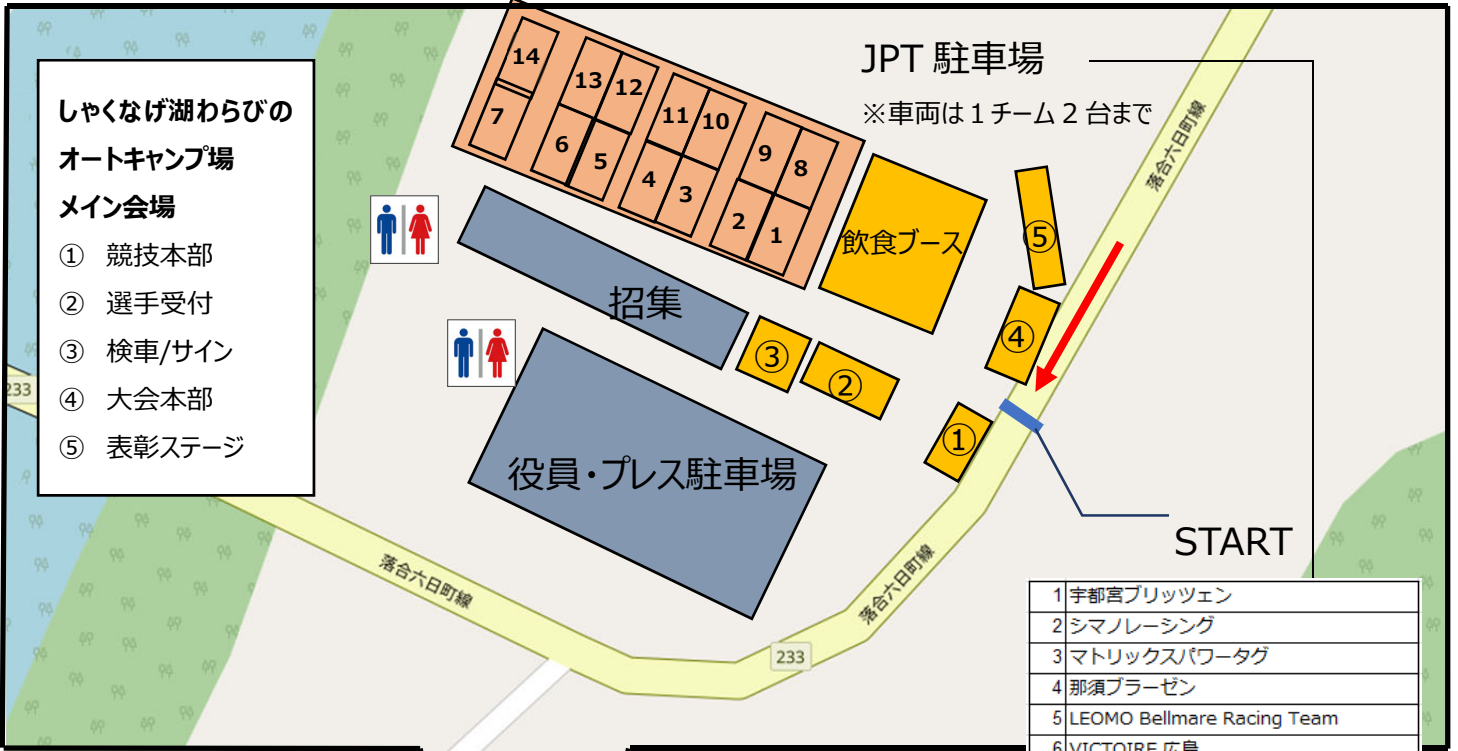 しゃくなげ湖わらびの
オートキャンプ場
メイン会場
① 競技本部
② 選手受付
③ 検車/サイン
④ 大会本部
⑤ 表彰ステージ
JPT 駐車場
※車両は１チーム２台まで
14
13
12
11
10
9
8
7
6
5
4
3
2
1
飲食ブース
招集
役員・プレス駐車場
③
②
①
④
⑤
落合六日町線
落合六日町線
落合六日町線
233
233
START
1 宇都宮ブリッツェン
2 シマノレーシング
3 マトリックスパワータグ
4 那須ブラーゼン
5 LEOMO Bellmare Racing Team
6 VICTOIRE 広島